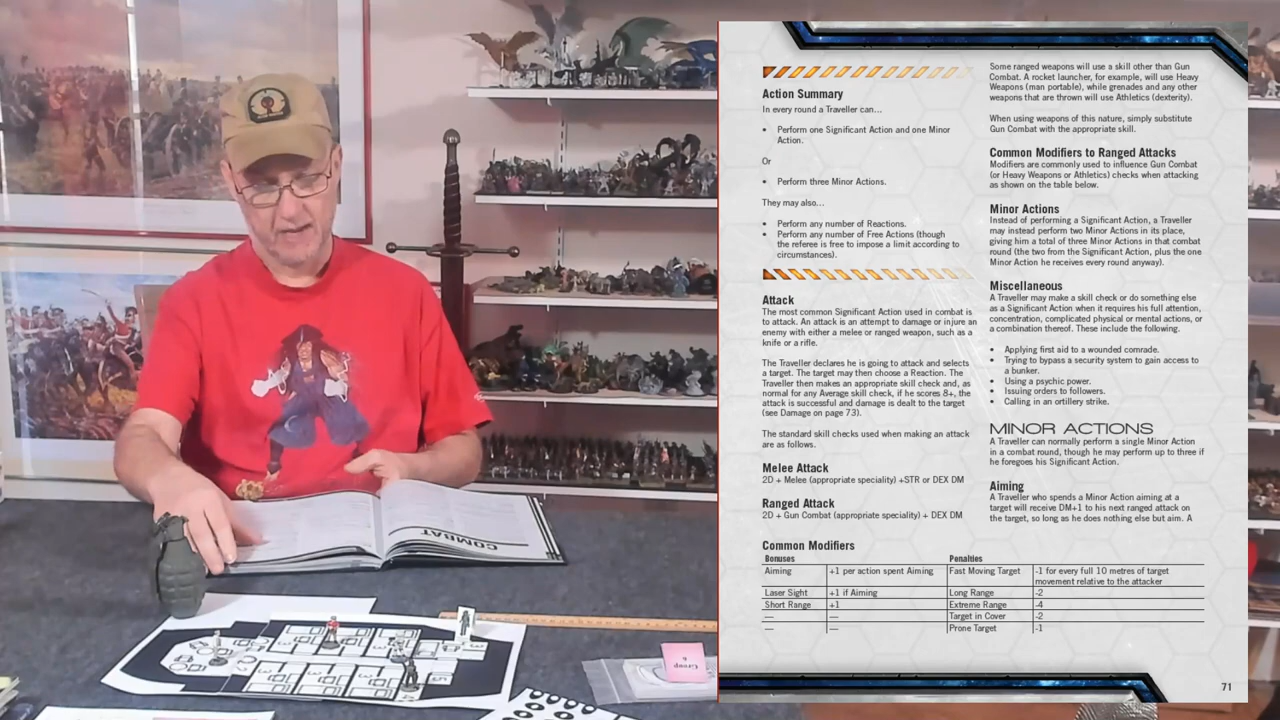 Action Summary
In every round a Traveller can…
• Perform one Significant Action and one Minor
Action.
Or
• Perform three Minor Actions.
They may also…
• Perform any number of Reactions.
• Perform any number of Free Actions (though
the referee is free to impose a limit according to
circumstances).
Attack
The most common Significant Action used in combat is
to attack. An attack is an attempt to damage or injure an
enemy with either a melee or ranged weapon, such as a
knife or a rifle.
The Traveller declares he is going to attack and selects
a target. The target may then choose a Reaction. The
Traveller then makes an appropriate skill check and, as
normal for any Average skill check, if he scores 8+, the
attack is successful and damage is dealt to the target
(see Damage on page 73).
The standard skill checks used when making an attack
are as follows.
Melee Attack
2D + Melee (appropriate speciality) +STR or DEX DM
Ranged Attack
2D + Gun Combat (appropriate speciality) + DEX DM
Some ranged weapons will use a skill other than Gun
Combat. A rocket launcher, for example, will use Heavy
Weapons (man portable), while grenades and any other
weapons that are thrown will use Athletics (dexterity).
When using weapons of this nature, simply substitute
Gun Combat with the appropriate skill.
Common Modifiers to Ranged Attacks
Modifiers are commonly used to influence Gun Combat
(or Heavy Weapons or Athletics) checks when attacking
as shown on the table below.
Minor Actions
Instead of performing a Significant Action, a Traveller
may instead perform two Minor Actions in its place,
giving him a total of three Minor Actions in that combat
round (the two from the Significant Action, plus the one
Minor Action he receives every round anyway).
Miscellaneous
A Traveller may make a skill check or do something else
as a Significant Action when it requires his full attention,
concentration, complicated physical or mental actions, or
a combination thereof. These include the following.
• Applying first aid to a wounded comrade.
• Trying to bypass a security system to gain access to
a bunker.
• Using a psychic power.
• Issuing orders to followers.
• Calling in an ortillery strike.
MINOR ACTIONS
A Traveller can normally perform a single Minor Action
in a combat round, though he may perform up to three if
he foregoes his Significant Action.
Aiming
A Traveller who spends a Minor Action aiming at a
target will receive DM+1 to his next ranged attack on
the target, so long as he does nothing else but aim. A
Common Modifiers
Bonuses Penalties
Aiming +1 per action spent Aiming Fast Moving Target -1 for every full 10 metres of target
movement relative to the attacker
Laser Sight +1 if Aiming Long Range -2
Short Range +1 Extreme Range -4
— — Target in Cover -2
— — Prone Target -1
71
COMBAT
Group